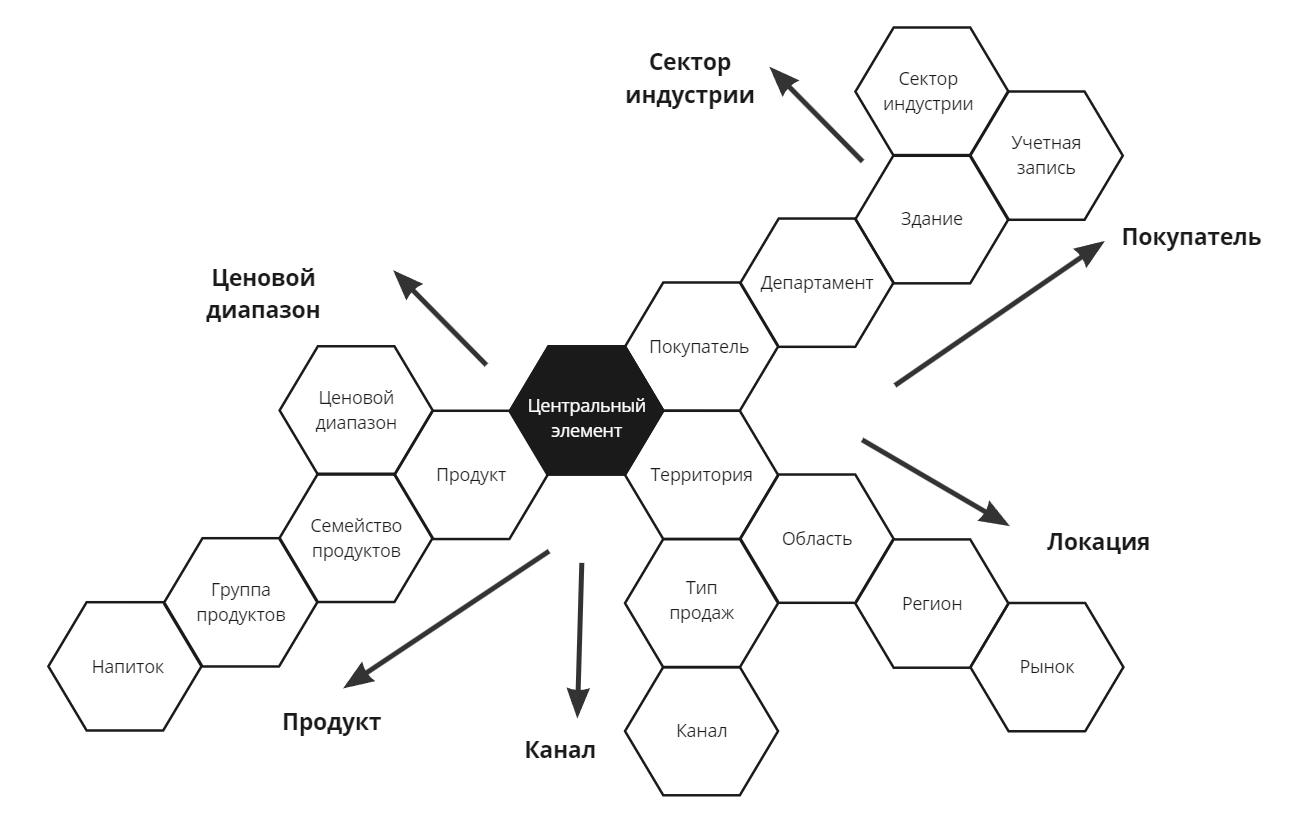 Сектор
индустрии
Сектор
индустрии
Учетная
запись
Здание
Покупатель
Департамент
Ценовой
диапазон
Покупатель
Ценовой
диапазон
Центральный
элемент
Продукт
Территория
Семейство
продуктов
Область
Локация
Группа
продуктов
Тип
продаж
Регион
Напиток
Рынок
Продукт
Канал
Канал